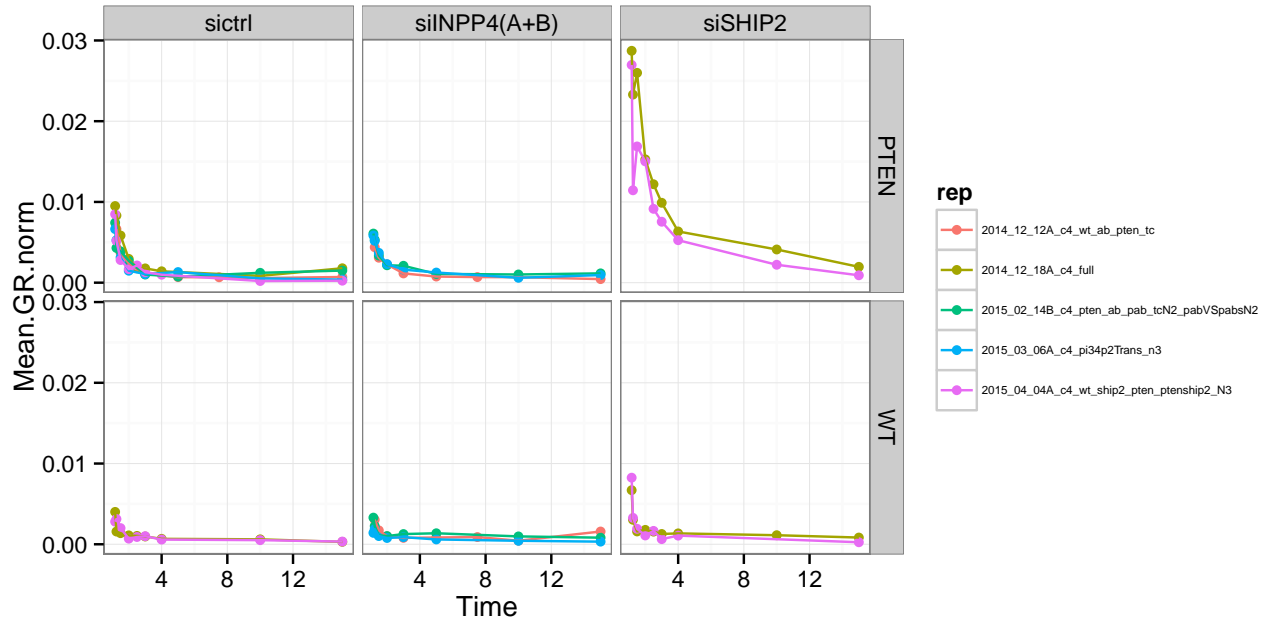 sictrl
siINPP4(A+B)
siSHIP2
0.03
0.02
0.01
0.00
PTEN
0.03
0.02
0.01
0.00
WT
Mean.GR.norm
4
8
12
4
8
12
4
8
12
Time
rep
2014_12_12A_c4_wt_ab_pten_tc
2014_12_18A_c4_full
2015_02_14B_c4_pten_ab_pab_tcN2_pabVSpabsN2
2015_03_06A_c4_pi34p2Trans_n3
2015_04_04A_c4_wt_ship2_pten_ptenship2_N3